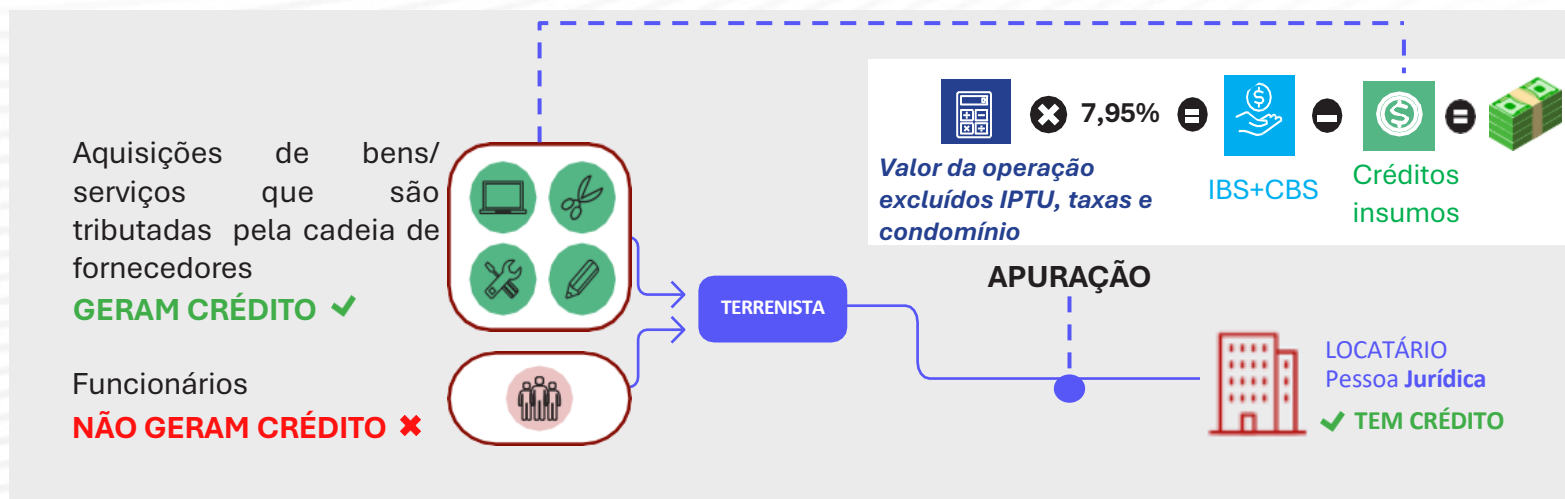 Aquisições de bens/
serviços que são
tributadas pela cadeia de
fornecedores
GERAM CRÉDITO ✔
Funcionários
NÃO GERAM CRÉDITO ✖
TERRENISTA
7,95%
Valor da operação
excluídos IPTU, taxas e
condomínio
IBS+CBS
Créditos
insumos
APURAÇÃO
LOCATÁRIO
Pessoa Jurídica
✔ TEM CRÉDITO